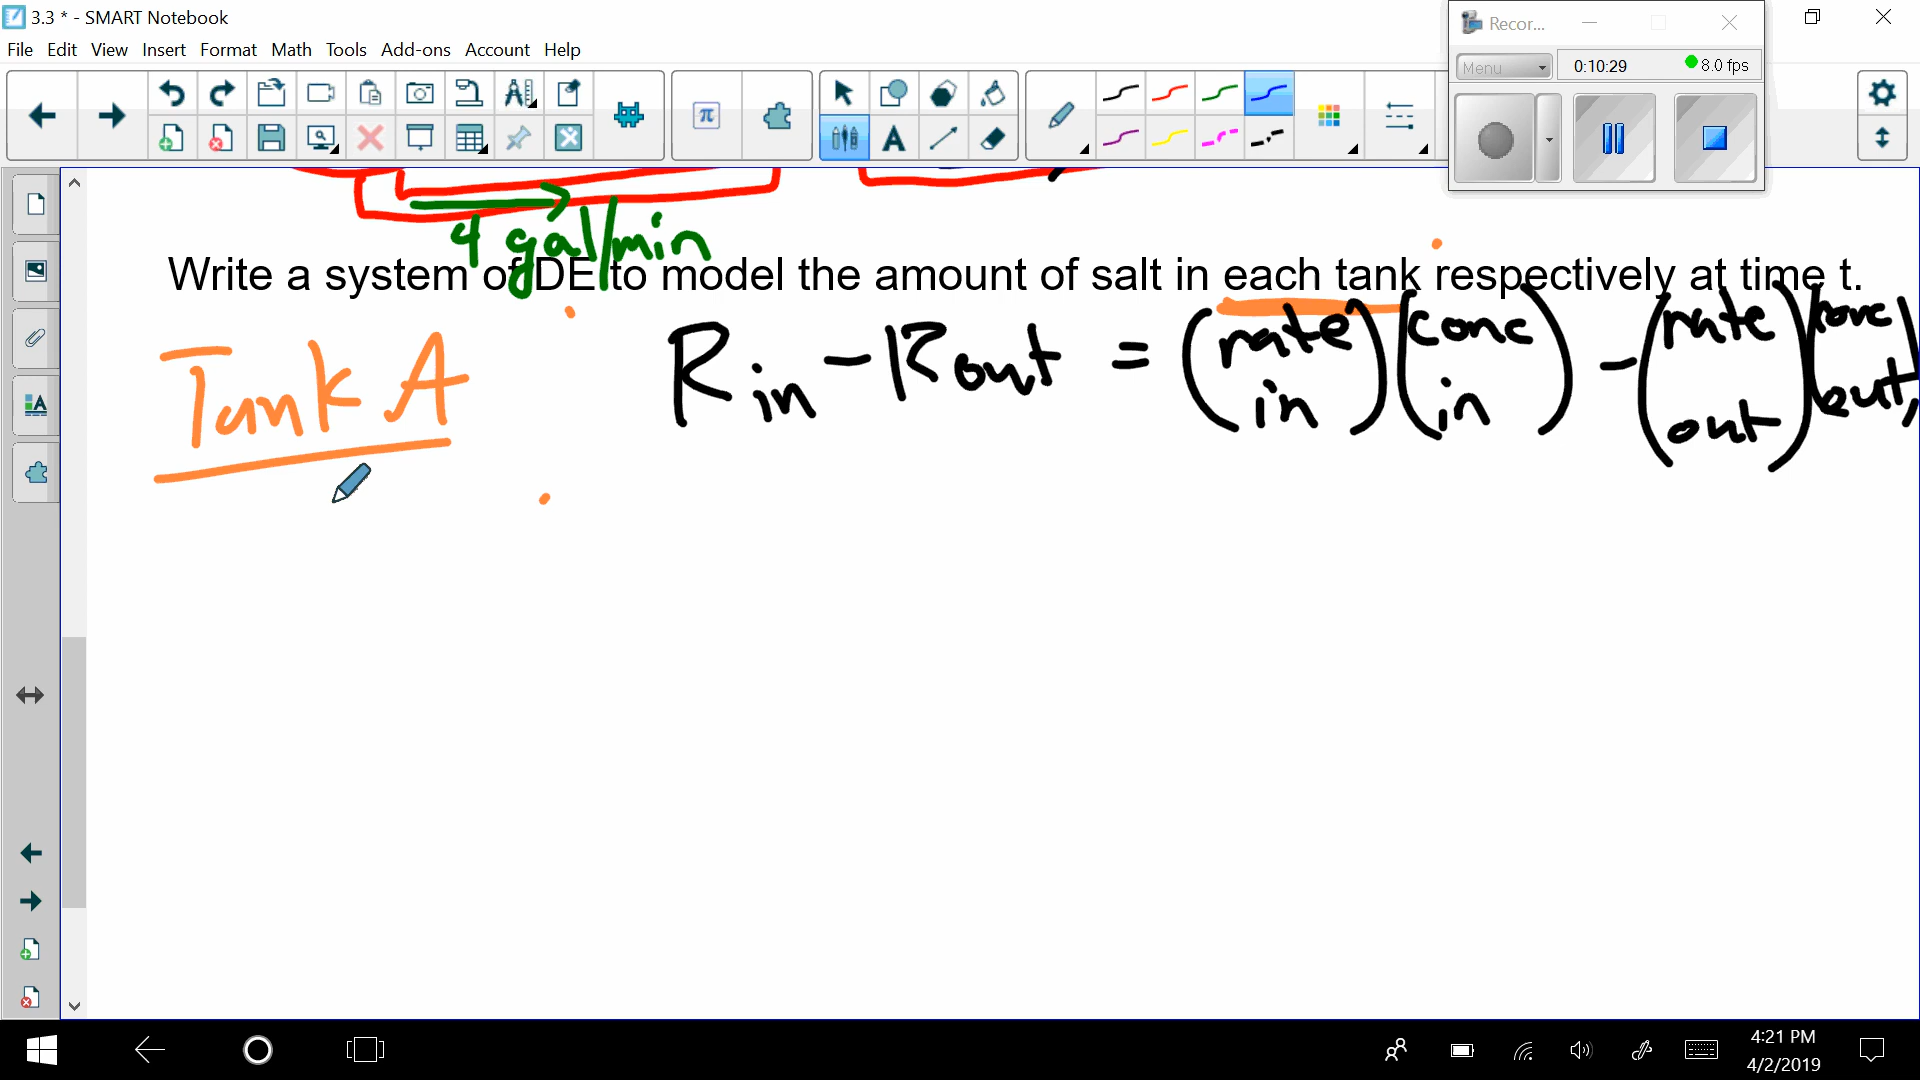 3.3 * - SMART Notebook
File Edit View Insert Format Math Tools Add-ons Account Help
Recor...
Menu
0:10:29
8.0 fps
π
A
4 gal/min
Write a system of DE to model the amount of salt in each tank respectively at time t.
Tank A
R in - R out = (rate in)(conc in) - (rate out)(conc out)
4:21 PM
4/2/2019